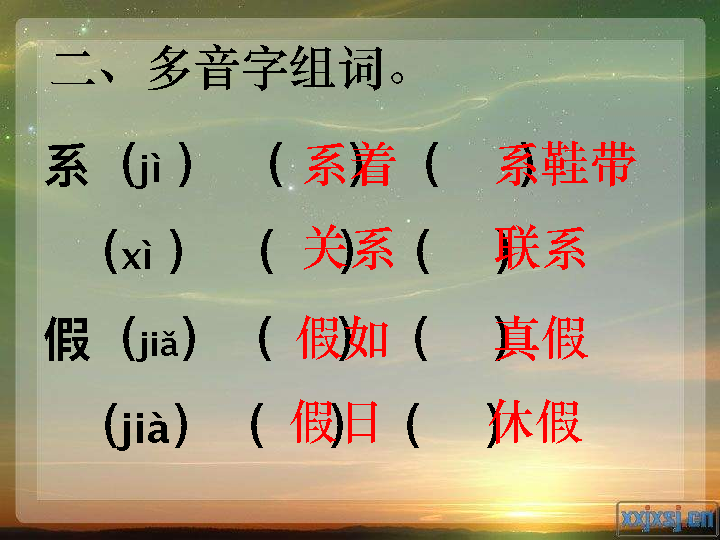 二、多音字组词。
系（jì）（系着）（系鞋带）
（xì）（关系）（联系）
假（jiǎ）（假如）（真假）
（jià）（假日）（休假）
xxjxsj.cn